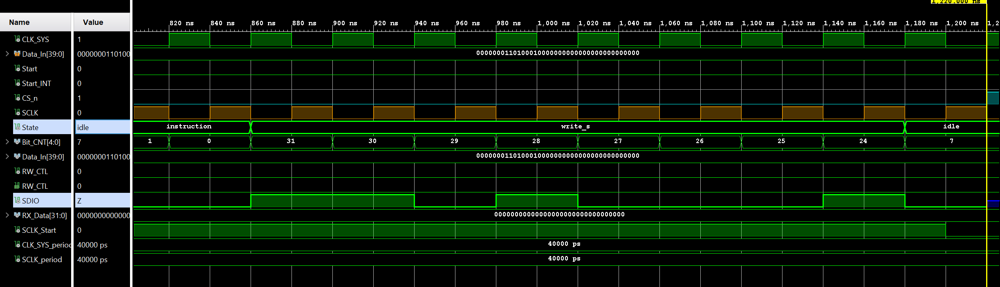 1,220.000 ns
Name Value
820 ns 840 ns 860 ns 880 ns 900 ns 920 ns 940 ns 960 ns 980 ns 1,000 ns 1,020 ns 1,040 ns 1,060 ns 1,080 ns 1,100 ns 1,120 ns 1,140 ns 1,160 ns 1,180 ns 1,200 ns 1,2
CLK_SYS 1
Data_In[39:0] 0000000110100 0000000110100010000000000000000000000000
Start 0
Start_INT 0
CS_n 1
SCLK 0
State idle instruction write_s idle
Bit_CNT[4:0] 7 1 0 31 30 29 28 27 26 25 24 7
Data_In[39:0] 0000000110100 0000000110100010000000000000000000000000
RW_CTL 0
RW_CTL 0
SDIO Z
RX_Data[31:0] 0000000000000 00000000000000000000000000000000
SCLK_Start 0
CLK_SYS_perioc 40000 ps 40000 ps
SCLK_period 40000 ps 40000 ps